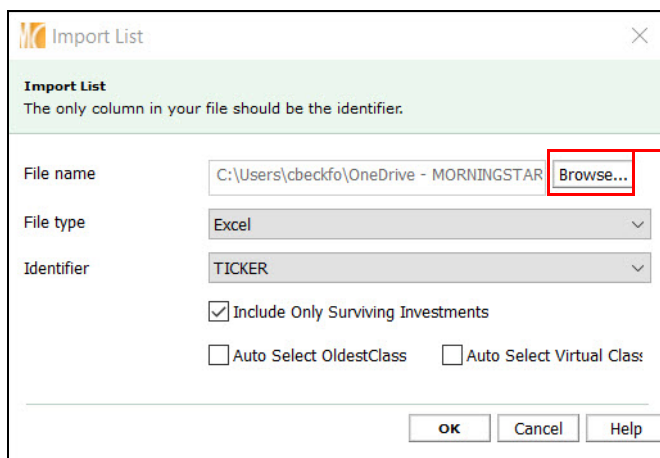 Import List
Import List
The only column in your file should be the identifier.
File name C:\Users\cbeckfo\OneDrive - MORNINGSTAR Browse...
File type Excel
Identifier TICKER
Include Only Surviving Investments
Auto Select OldestClass Auto Select Virtual Clas
OK Cancel Help